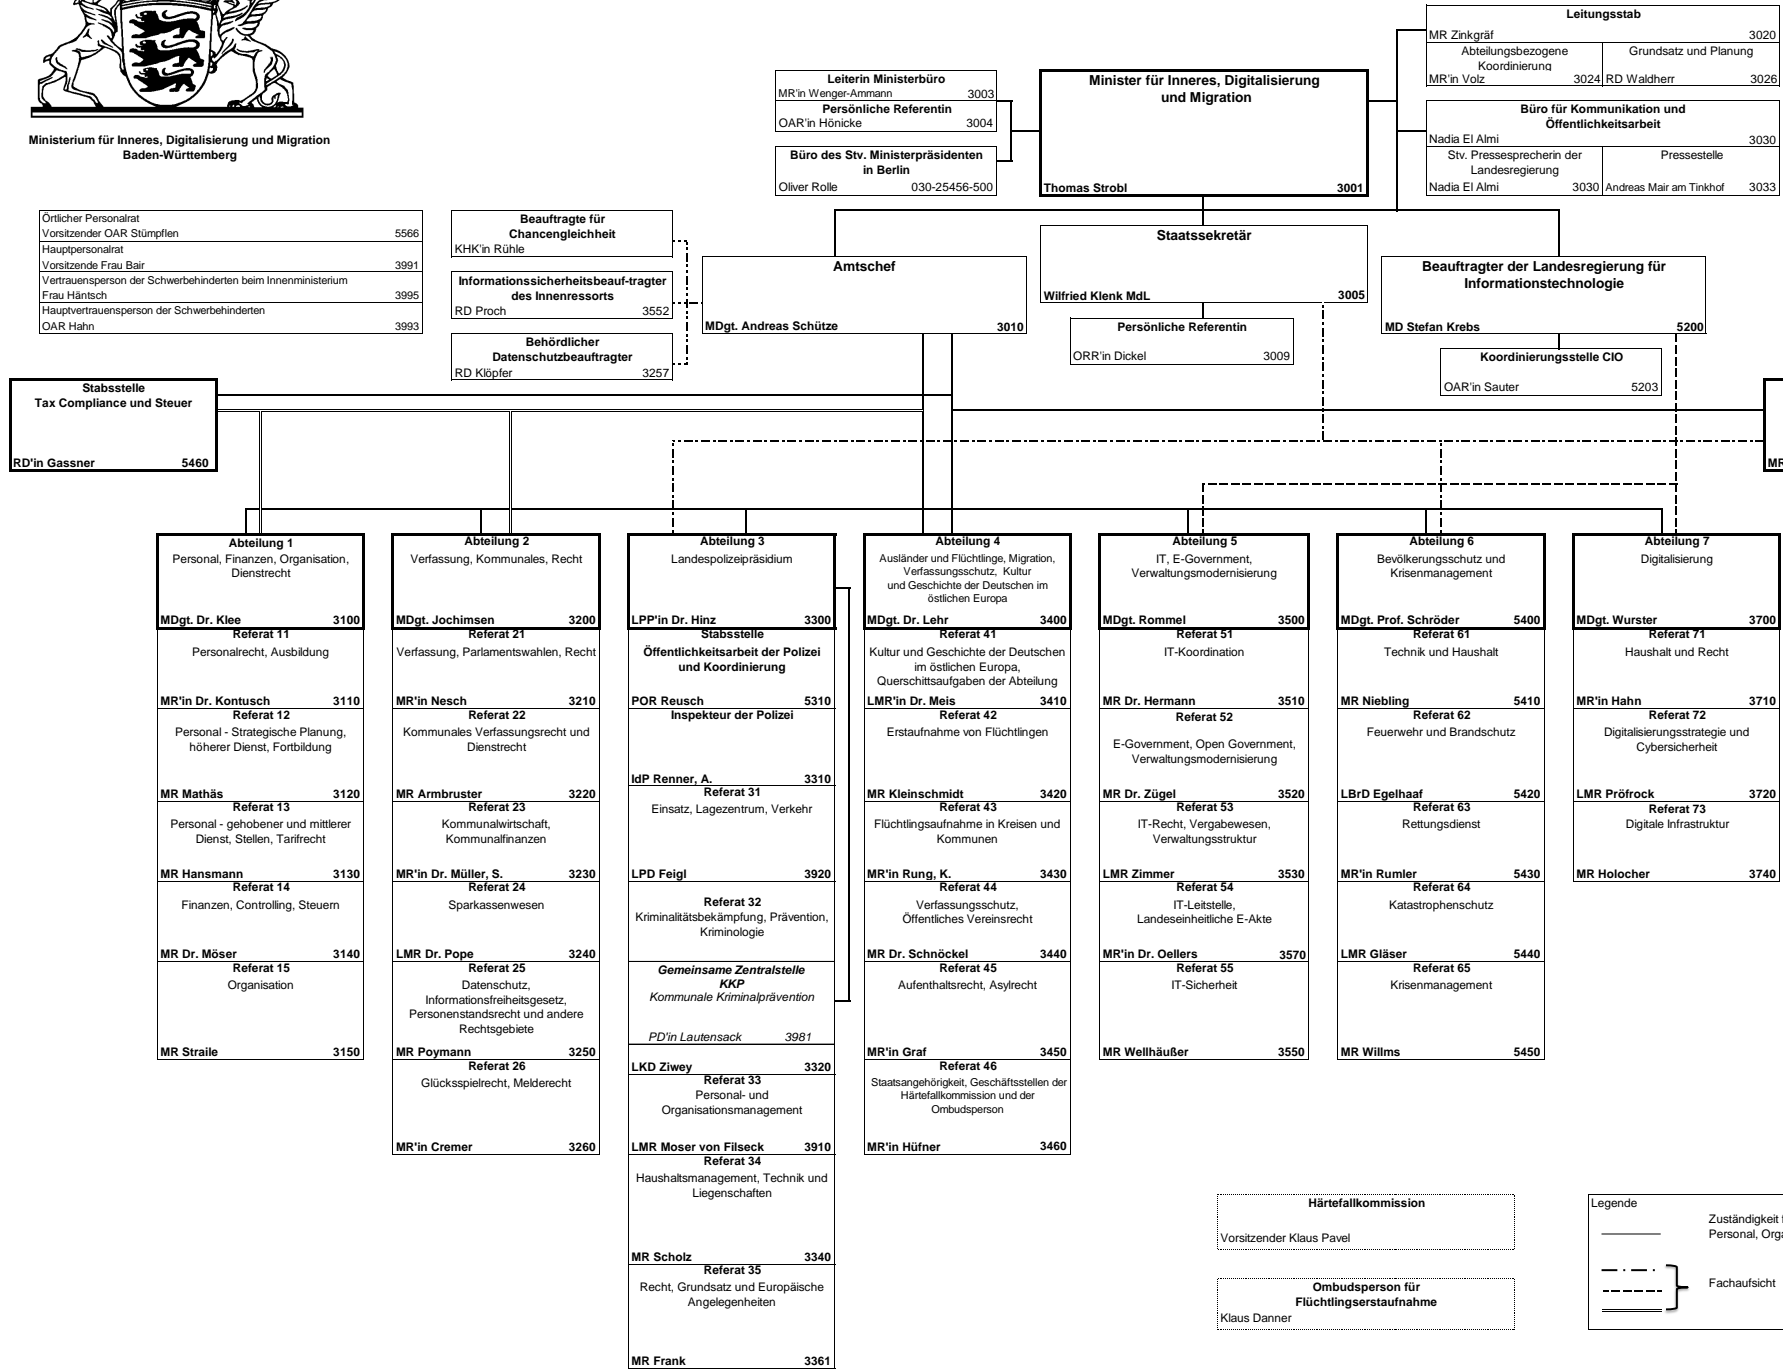 Ministerium für Inneres, Digitalisierung und Migration
Baden-Württemberg
Leiterin Ministerbüro
MR'in Wenger-Ammann 3003
Persönliche Referentin
OAR'in Hönicke 3004
Büro des Stv. Ministerpräsidenten
in Berlin
Oliver Rolle 030-25456-500
Minister für Inneres, Digitalisierung
und Migration
Thomas Strobl 3001
Leitungsstab
MR Zinkgräf 3020
Abteilungsbezogene
Koordinierung
MR'in Volz 3024
Grundsatz und Planung
RD Waldherr 3026
Büro für Kommunikation und
Öffentlichkeitsarbeit
Nadia El Almi 3030
Stv. Pressesprecherin der
Landesregierung
Nadia El Almi 3030
Pressestelle
Andreas Mair am Tinkhof 3033
Örtlicher Personalrat
Vorsitzender OAR Stümpflen 5566
Hauptpersonalrat
Vorsitzende Frau Bair 3991
Vertrauensperson der Schwerbehinderten beim Innenministerium
Frau Häntsch 3995
Hauptvertrauensperson der Schwerbehinderten
OAR Hahn 3993
Beauftragte für
Chancengleichheit
KHK'in Rühle
Informationssicherheitsbeauf-tragter
des Innenressorts
RD Proch 3552
Behördlicher
Datenschutzbeauftragter
RD Klöpfer 3257
Amtschef
MDgt. Andreas Schütze 3010
Staatssekretär
Wilfried Klenk MdL 3005
Persönliche Referentin
ORR'in Dickel 3009
Beauftragter der Landesregierung für
Informationstechnologie
MD Stefan Krebs 5200
Koordinierungsstelle CIO
OAR'in Sauter 5203
Stabsstelle
Tax Compliance und Steuer
RD'in Gassner 5460
MR
Abteilung 1
Personal, Finanzen, Organisation,
Dienstrecht
MDgt. Dr. Klee 3100
Referat 11
Personalrecht, Ausbildung
MR'in Dr. Kontusch 3110
Referat 12
Personal - Strategische Planung,
höherer Dienst, Fortbildung
MR Mathäs 3120
Referat 13
Personal - gehobener und mittlerer
Dienst, Stellen, Tarifrecht
MR Hansmann 3130
Referat 14
Finanzen, Controlling, Steuern
MR Dr. Möser 3140
Referat 15
Organisation
MR Straile 3150
Abteilung 2
Verfassung, Kommunales, Recht
MDgt. Jochimsen 3200
Referat 21
Verfassung, Parlamentswahlen, Recht
MR'in Nesch 3210
Referat 22
Kommunales Verfassungsrecht und
Dienstrecht
MR Armbruster 3220
Referat 23
Kommunalwirtschaft,
Kommunalfinanzen
MR'in Dr. Müller, S. 3230
Referat 24
Sparkassenwesen
LMR Dr. Pope 3240
Referat 25
Datenschutz,
Informationsfreiheitsgesetz,
Personenstandsrecht und andere
Rechtsgebiete
MR Poymann 3250
Referat 26
Glücksspielrecht, Melderecht
MR'in Cremer 3260
Abteilung 3
Landespolizeipräsidium
LPP'in Dr. Hinz 3300
Stabsstelle
Öffentlichkeitsarbeit der Polizei
und Koordinierung
POR Reusch 5310
Inspekteur der Polizei
IdP Renner, A. 3310
Referat 31
Einsatz, Lagezentrum, Verkehr
LPD Feigl 3920
Referat 32
Kriminalitätsbekämpfung, Prävention,
Kriminologie
Gemeinsame Zentralstelle
KKP
Kommunale Kriminalprävention
PD'in Lautensack 3981
LKD Ziwey 3320
Referat 33
Personal- und
Organisationsmanagement
LMR Moser von Filseck 3910
Referat 34
Haushaltsmanagement, Technik und
Liegenschaften
MR Scholz 3340
Referat 35
Recht, Grundsatz und Europäische
Angelegenheiten
MR Frank 3361
Abteilung 4
Ausländer und Flüchtlinge, Migration,
Verfassungsschutz, Kultur
und Geschichte der Deutschen im
östlichen Europa
MDgt. Dr. Lehr 3400
Referat 41
Kultur und Geschichte der Deutschen
im östlichen Europa,
Querschittsaufgaben der Abteilung
LMR'in Dr. Meis 3410
Referat 42
Erstaufnahme von Flüchtlingen
MR Kleinschmidt 3420
Referat 43
Flüchtlingsaufnahme in Kreisen und
Kommunen
MR'in Rung, K. 3430
Referat 44
Verfassungsschutz,
Öffentliches Vereinsrecht
MR Dr. Schnöckel 3440
Referat 45
Aufenthaltsrecht, Asylrecht
MR'in Graf 3450
Referat 46
Staatsangehörigkeit, Geschäftsstellen der
Härtefallkommission und der
Ombudsperson
MR'in Hüfner 3460
Abteilung 5
IT, E-Government,
Verwaltungsmodernisierung
MDgt. Rommel 3500
Referat 51
IT-Koordination
MR Dr. Hermann 3510
Referat 52
E-Government, Open Government,
Verwaltungsmodernisierung
MR Dr. Zügel 3520
Referat 53
IT-Recht, Vergabewesen,
Verwaltungsstruktur
LMR Zimmer 3530
Referat 54
IT-Leitstelle,
Landeseinheitliche E-Akte
MR'in Dr. Oellers 3570
Referat 55
IT-Sicherheit
MR Wellhäußer 3550
Abteilung 6
Bevölkerungsschutz und
Krisenmanagement
MDgt. Prof. Schröder 5400
Referat 61
Technik und Haushalt
MR Niebling 5410
Referat 62
Feuerwehr und Brandschutz
LBrD Egelhaaf 5420
Referat 63
Rettungsdienst
MR'in Rumler 5430
Referat 64
Katastrophenschutz
LMR Gläser 5440
Referat 65
Krisenmanagement
MR Willms 5450
Abteilung 7
Digitalisierung
MDgt. Wurster 3700
Referat 71
Haushalt und Recht
MR'in Hahn 3710
Referat 72
Digitalisierungsstrategie und
Cybersicherheit
LMR Pröfrock 3720
Referat 73
Digitale Infrastruktur
MR Holocher 3740
Härtefallkommission
Vorsitzender Klaus Pavel
Ombudsperson für
Flüchtlingserstaufnahme
Klaus Danner
Legende
Zuständigkeit
Personal,
Fachaufsicht